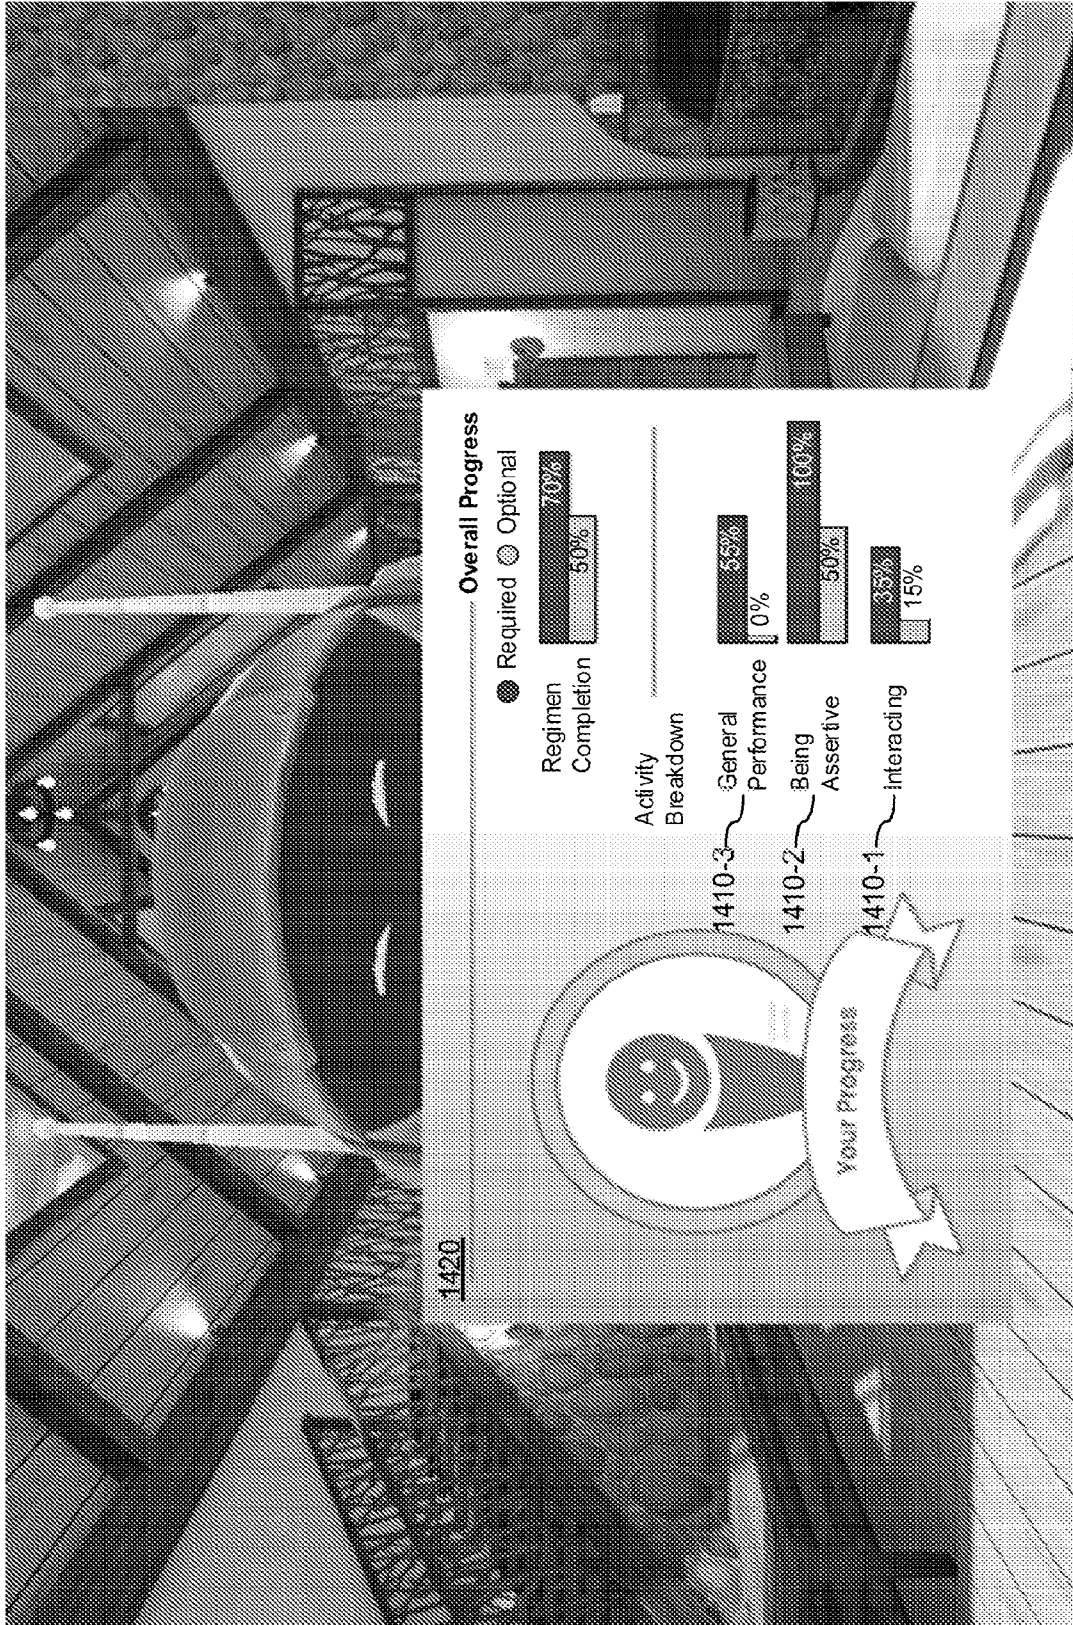 1420
Overall Progress
Required Optional
Regimen
Completion
70%
50%
Activity
Breakdown
1410-3
General
Performance
55%
0%
1410-2
Being
Assertive
100%
50%
1410-1
Interacting
35%
15%
Your Progress